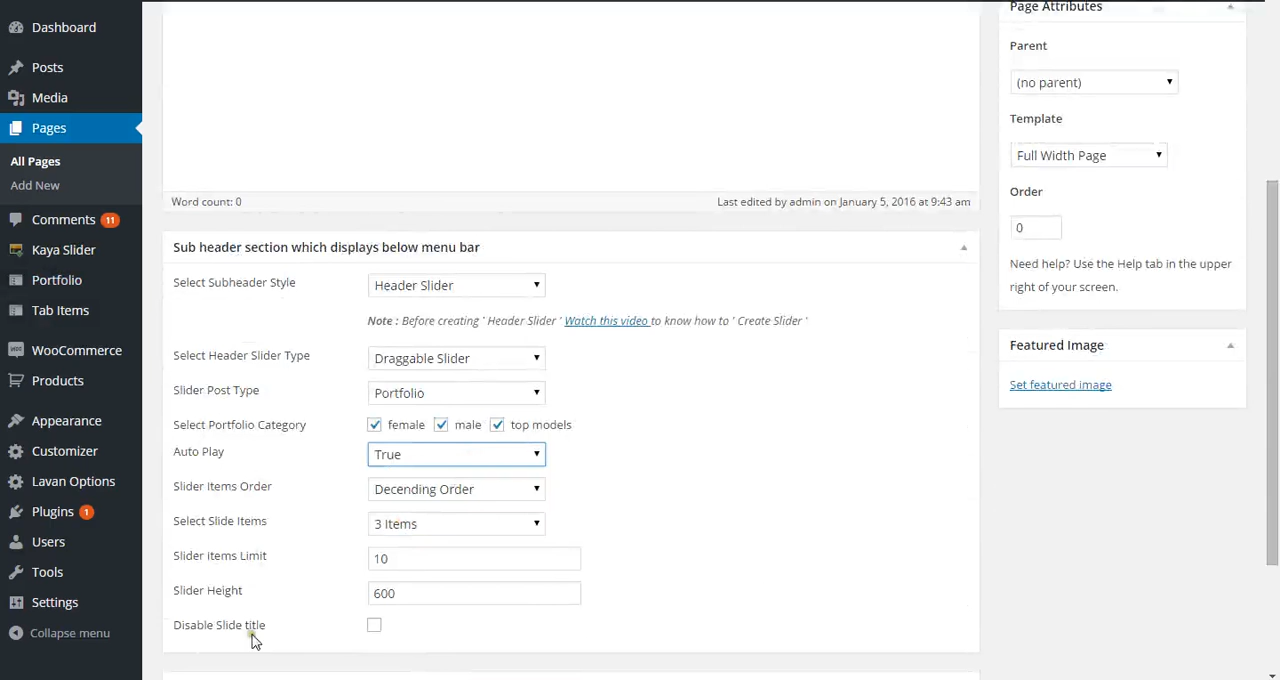 Dashboard
Posts
Media
Pages
All Pages
Add New
Comments 11
Kaya Slider
Portfolio
Tab Items
WooCommerce
Products
Appearance
Customizer
Lavan Options
Plugins 1
Users
Tools
Settings
Collapse menu
Word count: 0
Last edited by admin on January 5, 2016 at 9:43 am
Sub header section which displays below menu bar
Select Subheader Style
Header Slider
Note : Before creating ' Header Slider ' Watch this video to know how to ' Create Slider '
Select Header Slider Type
Draggable Slider
Slider Post Type
Portfolio
Select Portfolio Category
female male top models
Auto Play
True
Slider Items Order
Decending Order
Select Slide Items
3 Items
Slider items Limit
10
Slider Height
600
Disable Slide title
Page Attributes
Parent
(no parent)
Template
Full Width Page
Order
0
Need help? Use the Help tab in the upper
right of your screen.
Featured Image
Set featured image